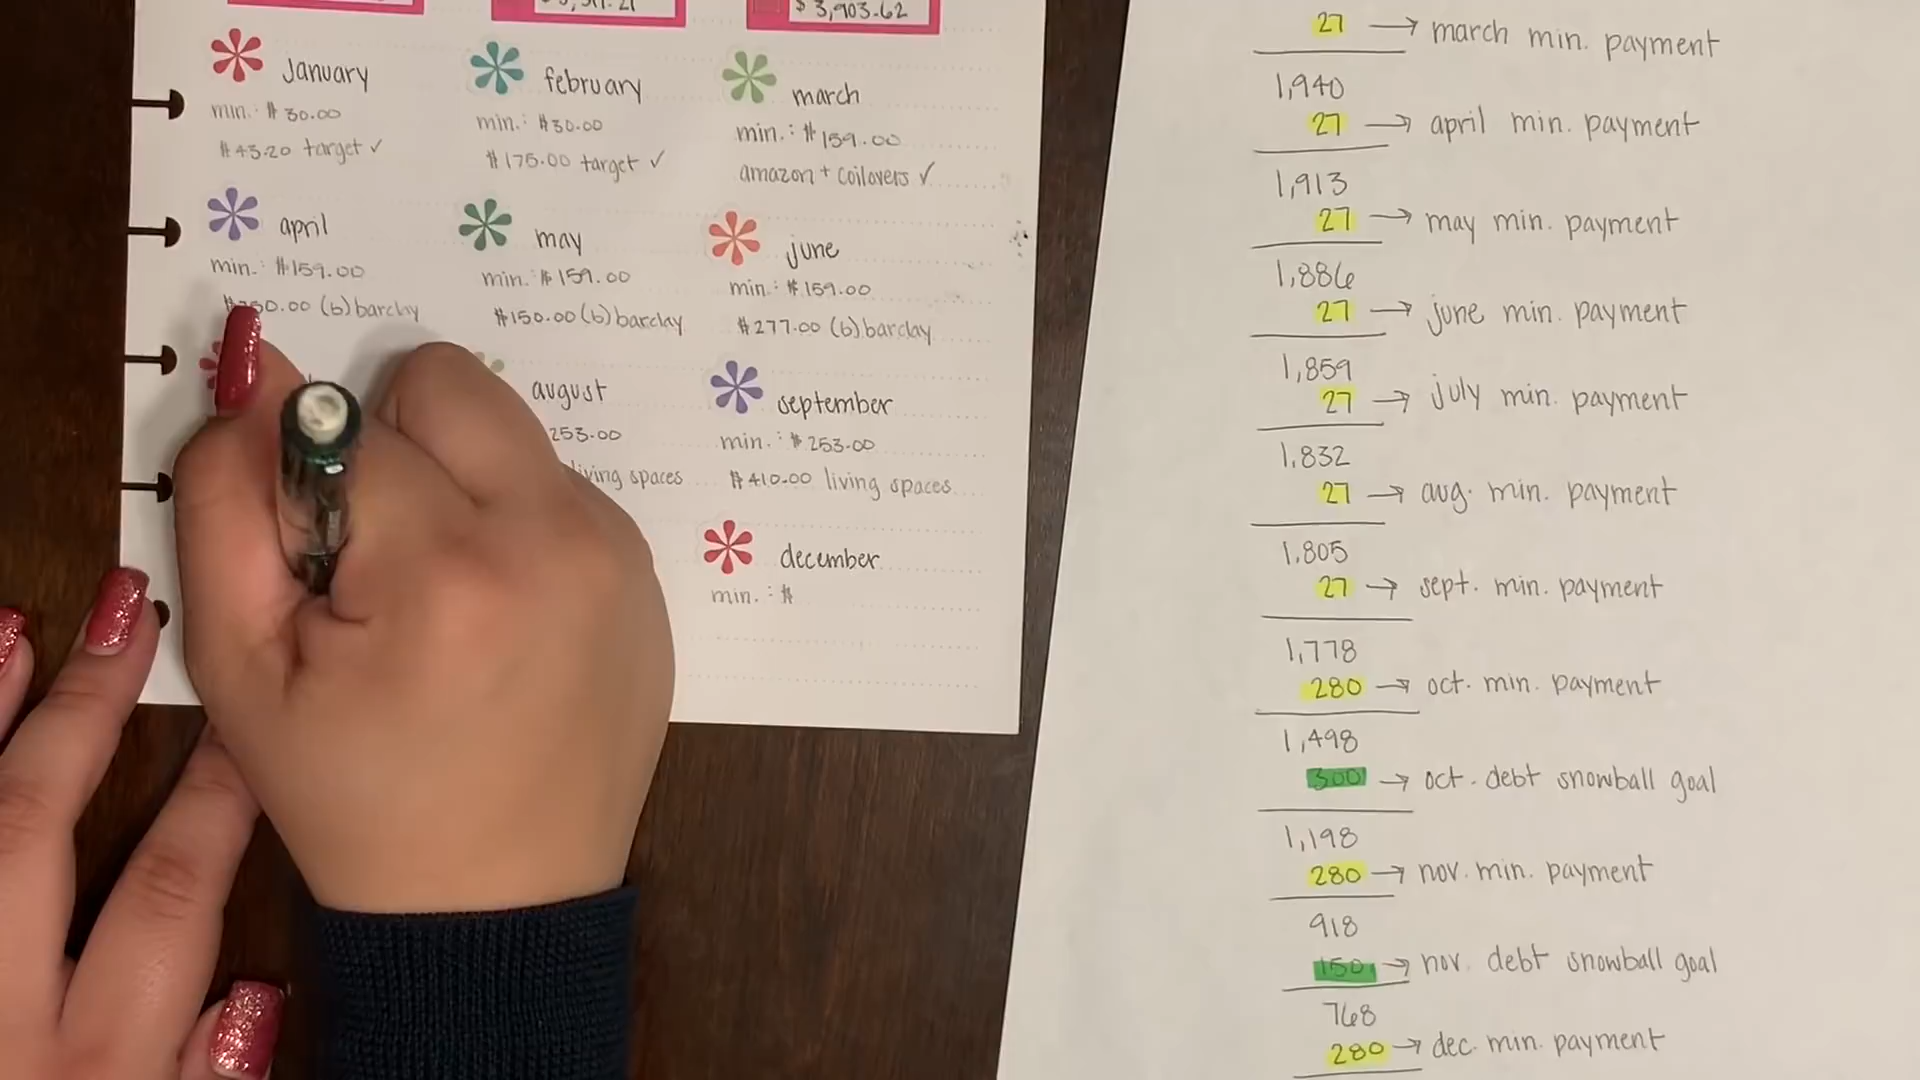 $ 3,903.62
january
min.: $30.00
$43.20 target ✓
february
min.: $30.00
$175.00 target ✓
march
min.: $159.00
amazon + coilovers ✓
april
min.: $159.00
50.00 (b) barclay
may
min.: $159.00
$150.00 (b) barclay
june
min.: $159.00
$277.00 (b) barclay
august
253.00
living spaces
september
min.: $253.00
$410.00 living spaces
december
min.: $
27 → march min. payment
1,940
27 → april min. payment
1,913
27 → may min. payment
1,886
27 → june min. payment
1,859
27 → july min. payment
1,832
27 → aug. min. payment
1,805
27 → sept. min. payment
1,778
280 → oct. min. payment
1,498
300 → oct. debt snowball goal
1,198
280 → nov. min. payment
918
150 → nov. debt snowball goal
768
280 → dec. min. payment